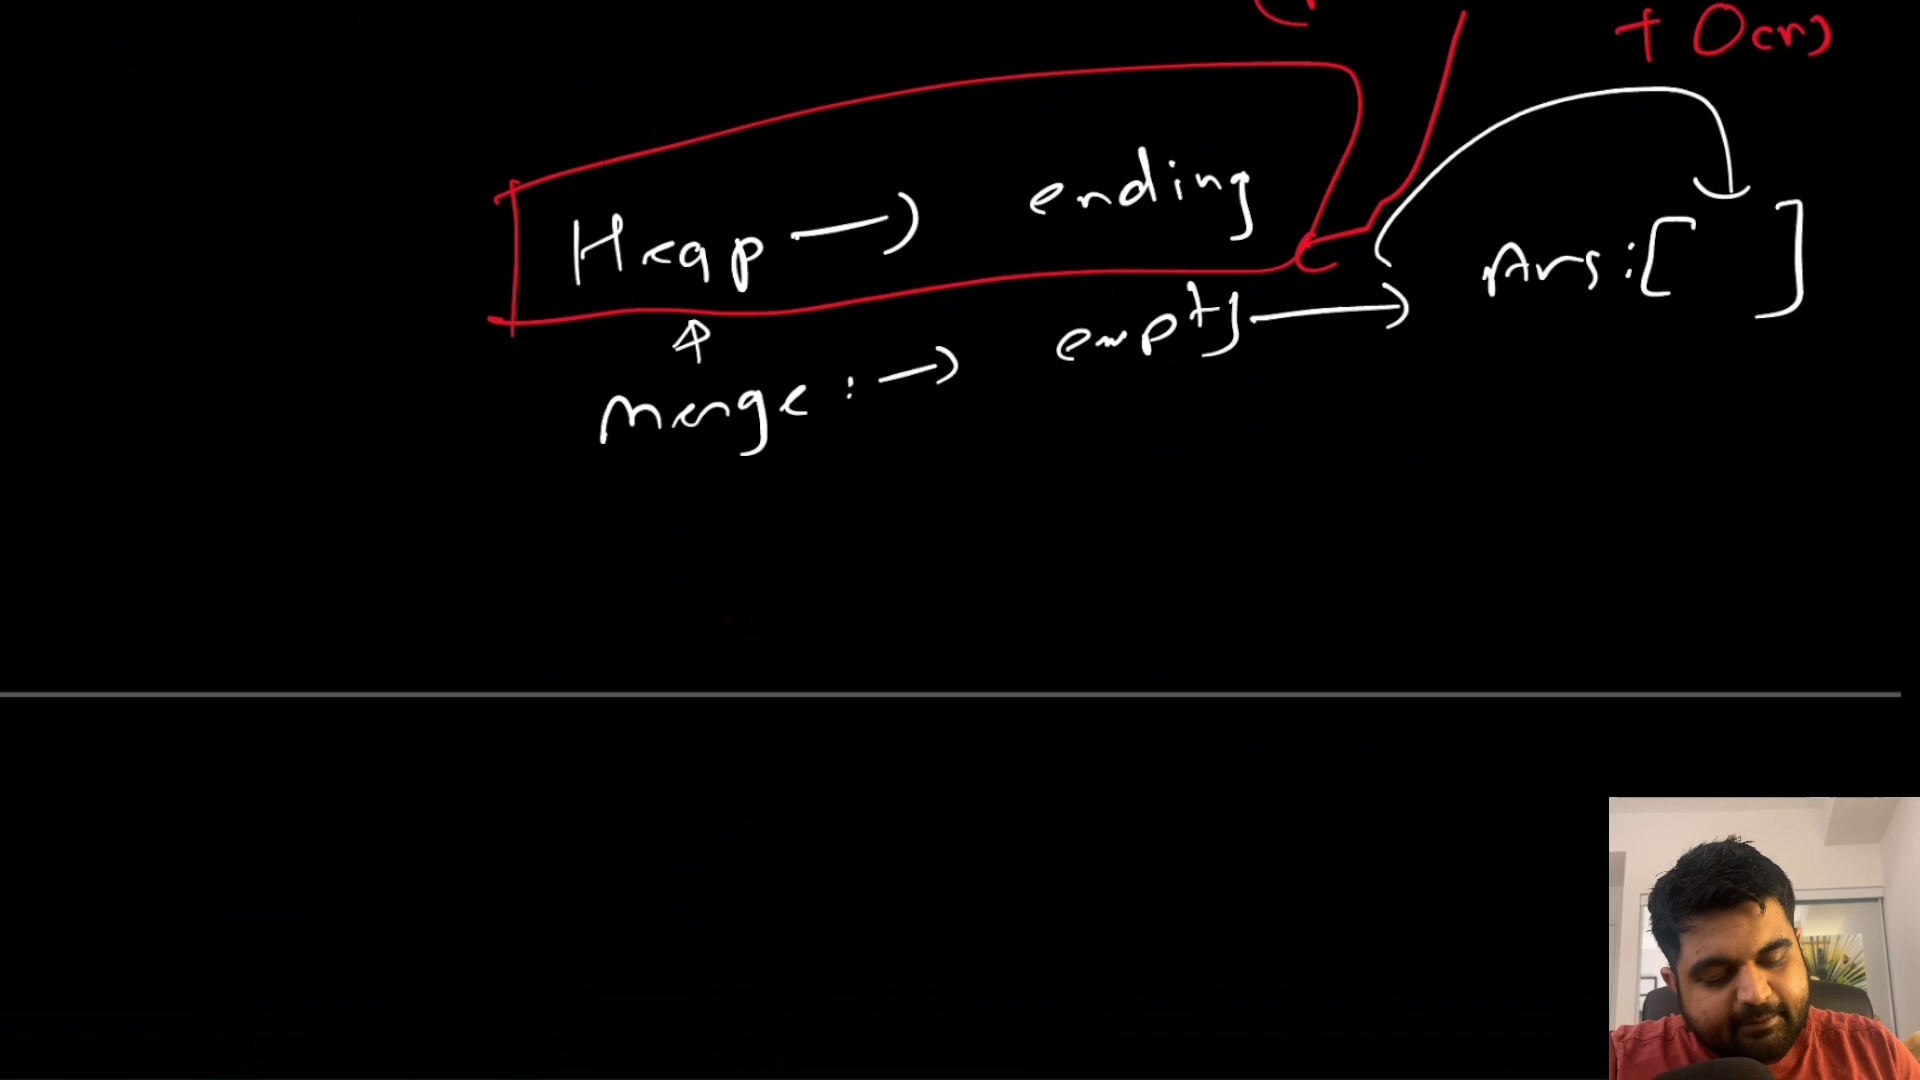 + O(n)
Heap → ending
Ans: [ ]
empty →
Merge : →